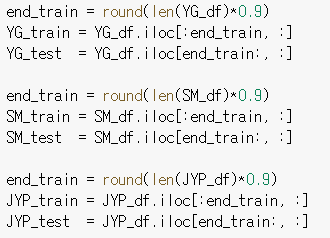 end_train = round(len(YG_df)*0.9)
YG_train = YG_df.iloc[:end_train, :]
YG_test  = YG_df.iloc[end_train:, :]

end_train = round(len(SM_df)*0.9)
SM_train = SM_df.iloc[:end_train, :]
SM_test  = SM_df.iloc[end_train:, :]

end_train = round(len(JYP_df)*0.9)
JYP_train = JYP_df.iloc[:end_train, :]
JYP_test  = JYP_df.iloc[end_train:, :]